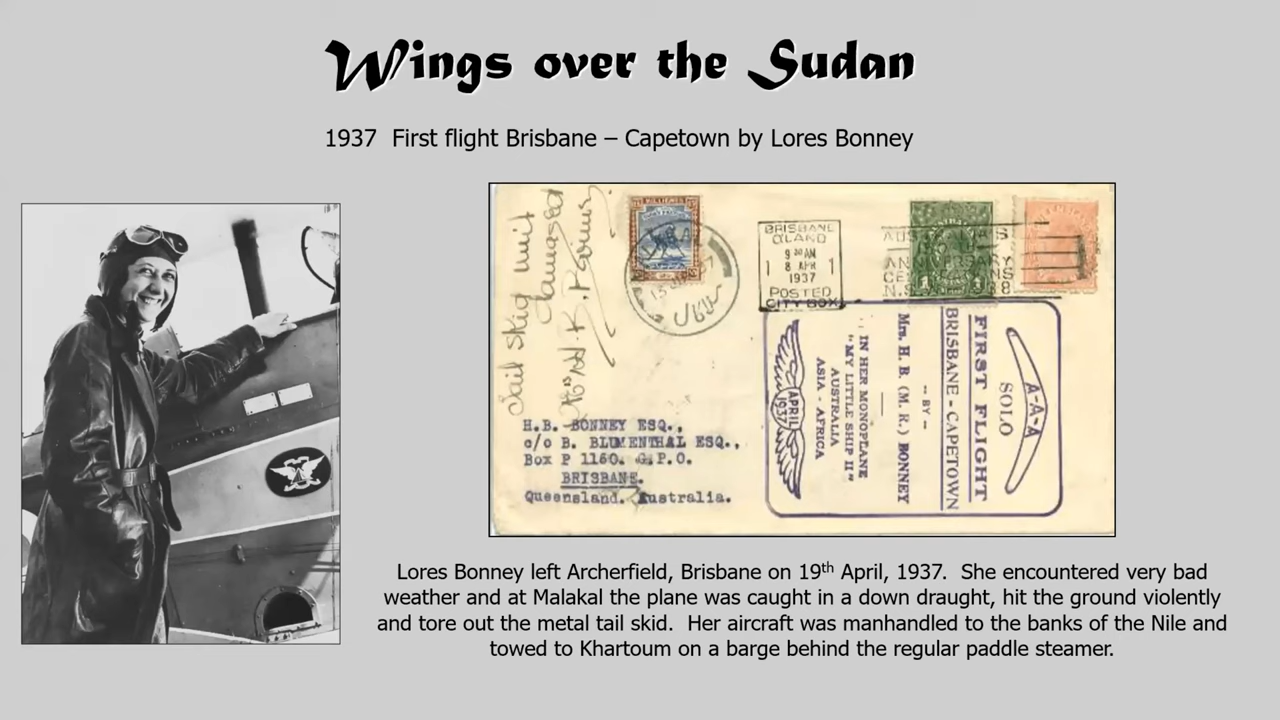 Wings over the Sudan
1937 First flight Brisbane – Capetown by Lores Bonney
Tail skid unit
damaged
H.B. BONNEY ESQ.,
c/o B. BLUMENTHAL ESQ.,
Box P 1160. G.P.O.
BRISBANE.
Queensland. Australia.
MILLIEMES
BRISBANE
Q'LAND
9 30 AM
1 8 APR 1
1937
POSTED
CITY BOX
A-A-A
SOLO
FIRST FLIGHT
BRISBANE - CAPETOWN
- BY -
Mrs. H. B. (M. R.) BONNEY
IN HER MONOPLANE
"MY LITTLE SHIP II"
AUSTRALIA
ASIA - AFRICA
APRIL
1937
Lores Bonney left Archerfield, Brisbane on 19th April, 1937. She encountered very bad
weather and at Malakal the plane was caught in a down draught, hit the ground violently
and tore out the metal tail skid. Her aircraft was manhandled to the banks of the Nile and
towed to Khartoum on a barge behind the regular paddle steamer.